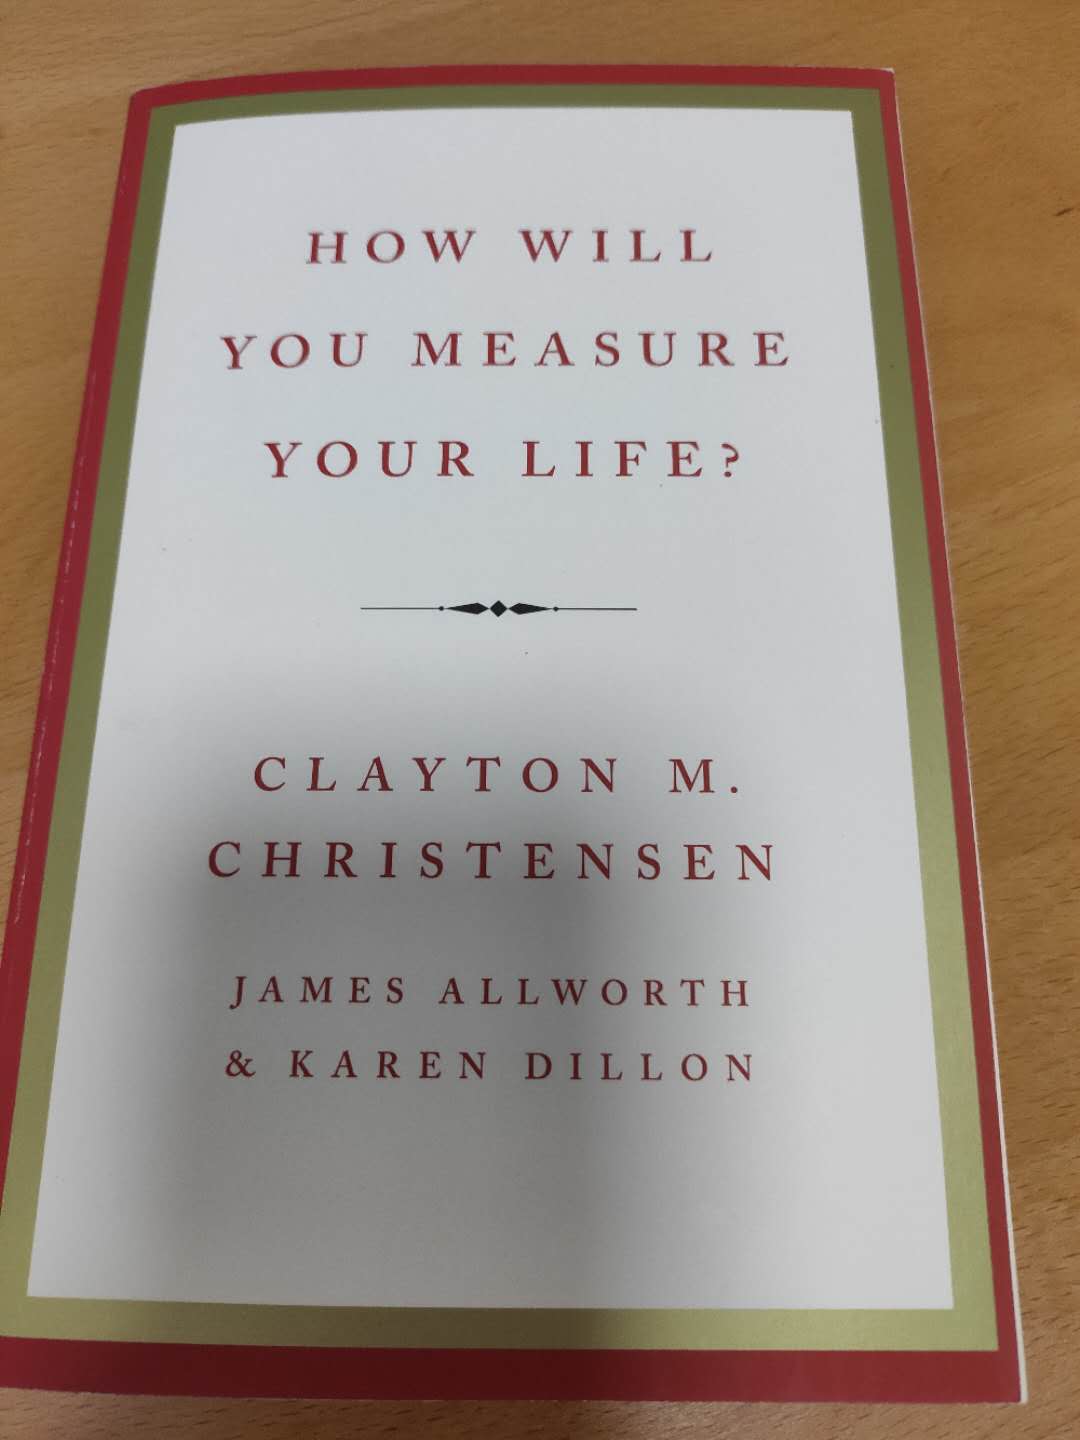 HOW WILL
YOU MEASURE
YOUR LIFE?
CLAYTON M.
CHRISTENSEN
JAMES ALLWORTH
& KAREN DILLON